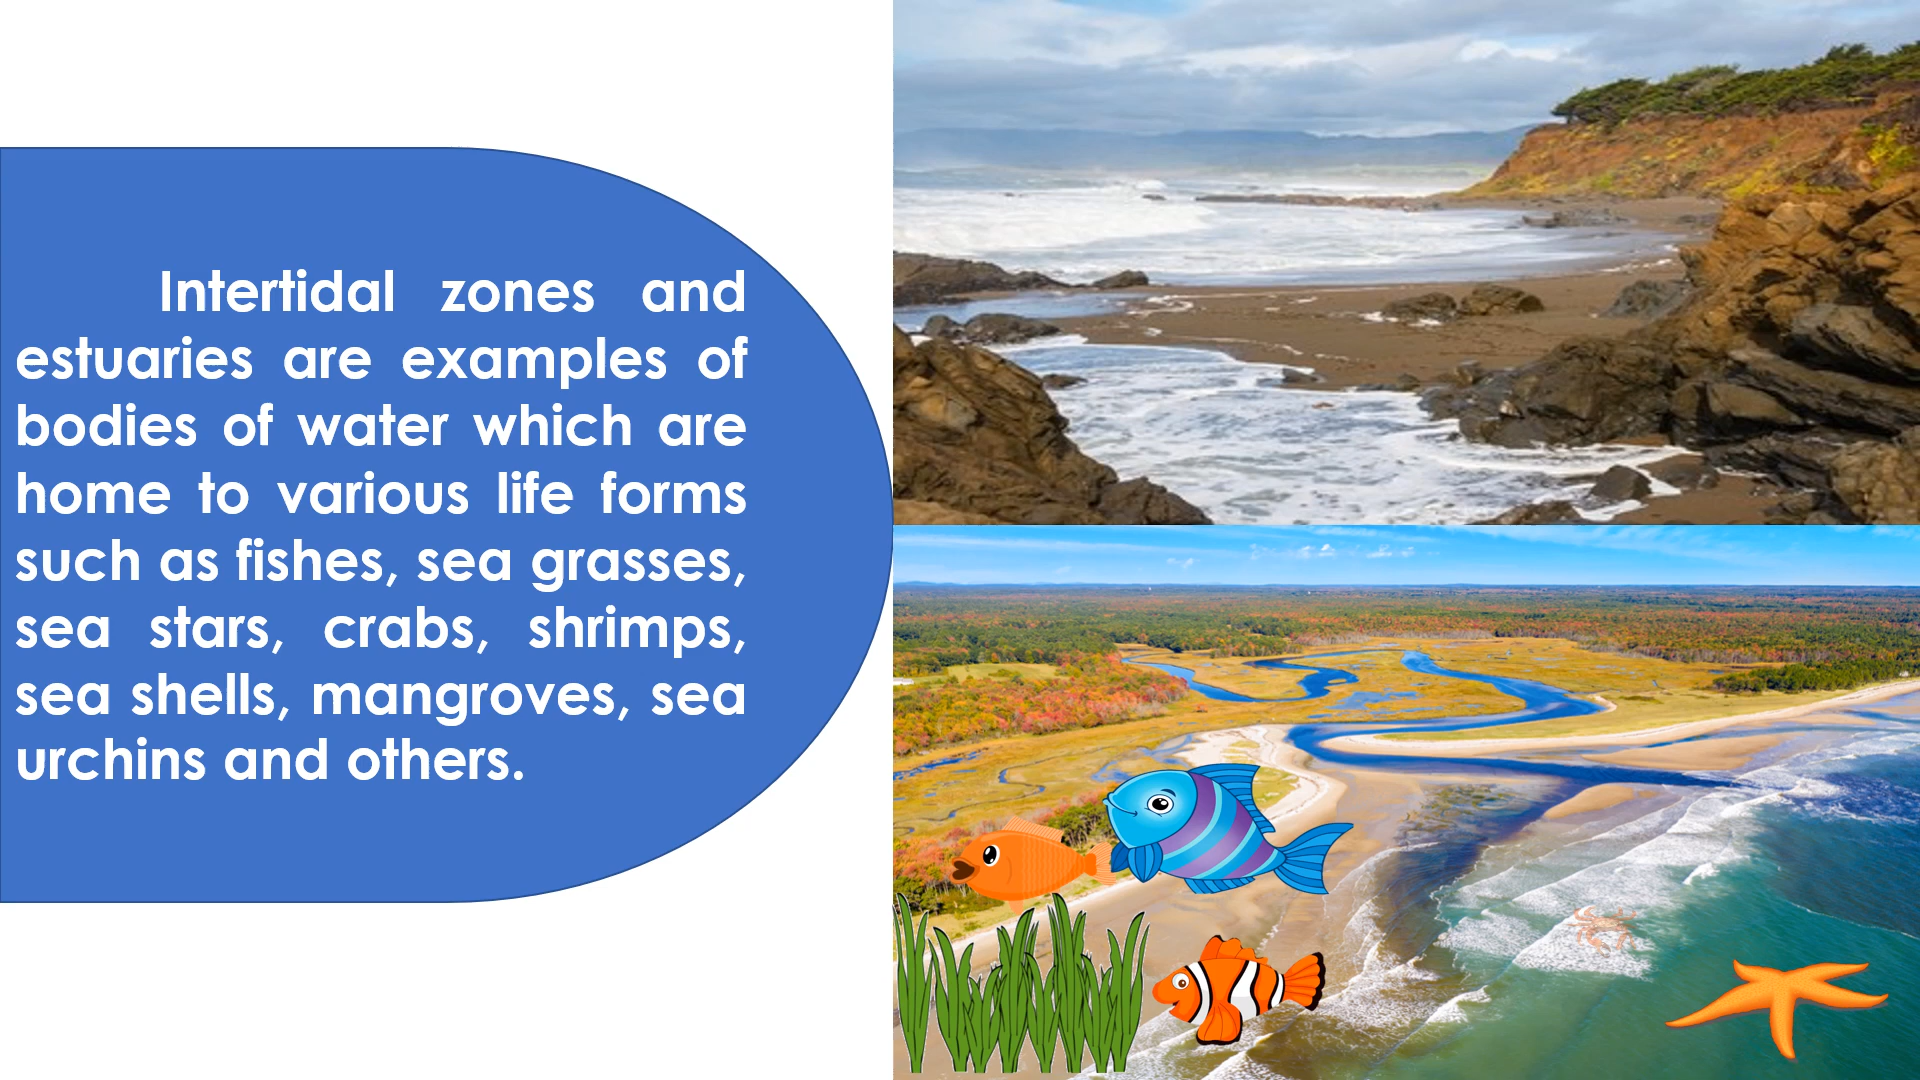 Intertidal zones and
estuaries are examples of
bodies of water which are
home to various life forms
such as fishes, sea grasses,
sea stars, crabs, shrimps,
sea shells, mangroves, sea
urchins and others.